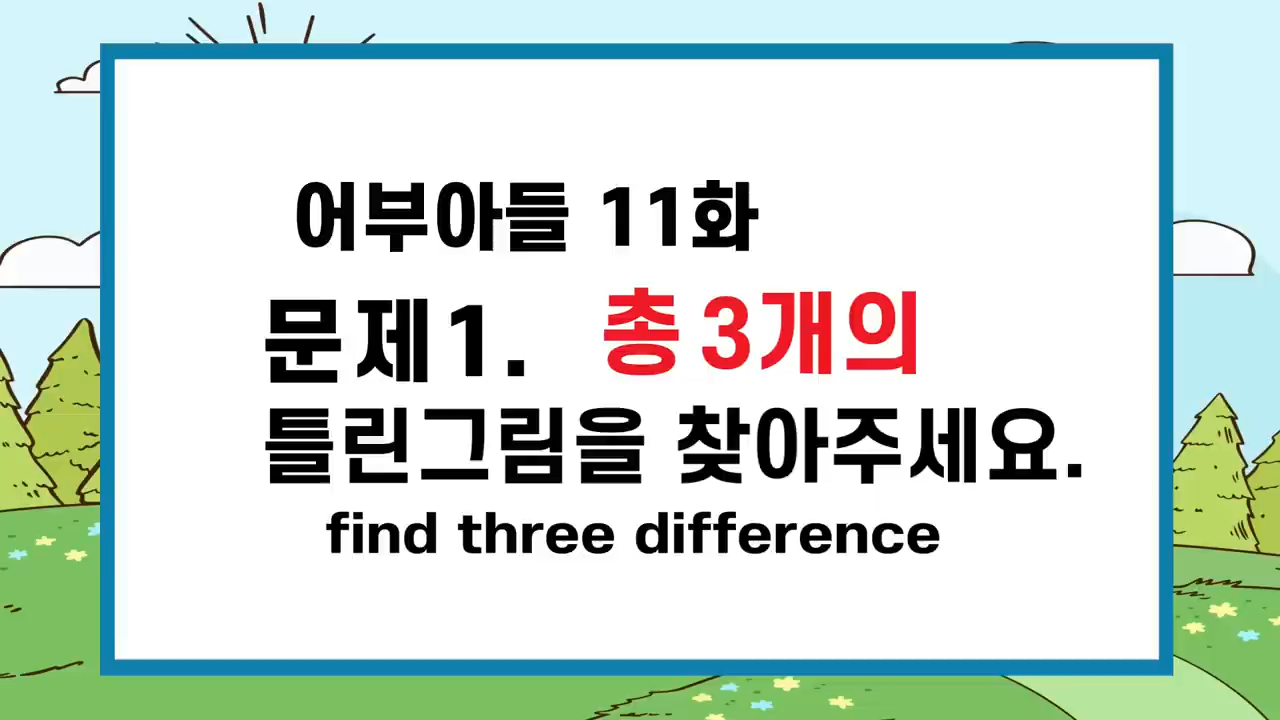 어부아들 11화
문제1. 총 3개의
틀린그림을 찾아주세요.
find three difference